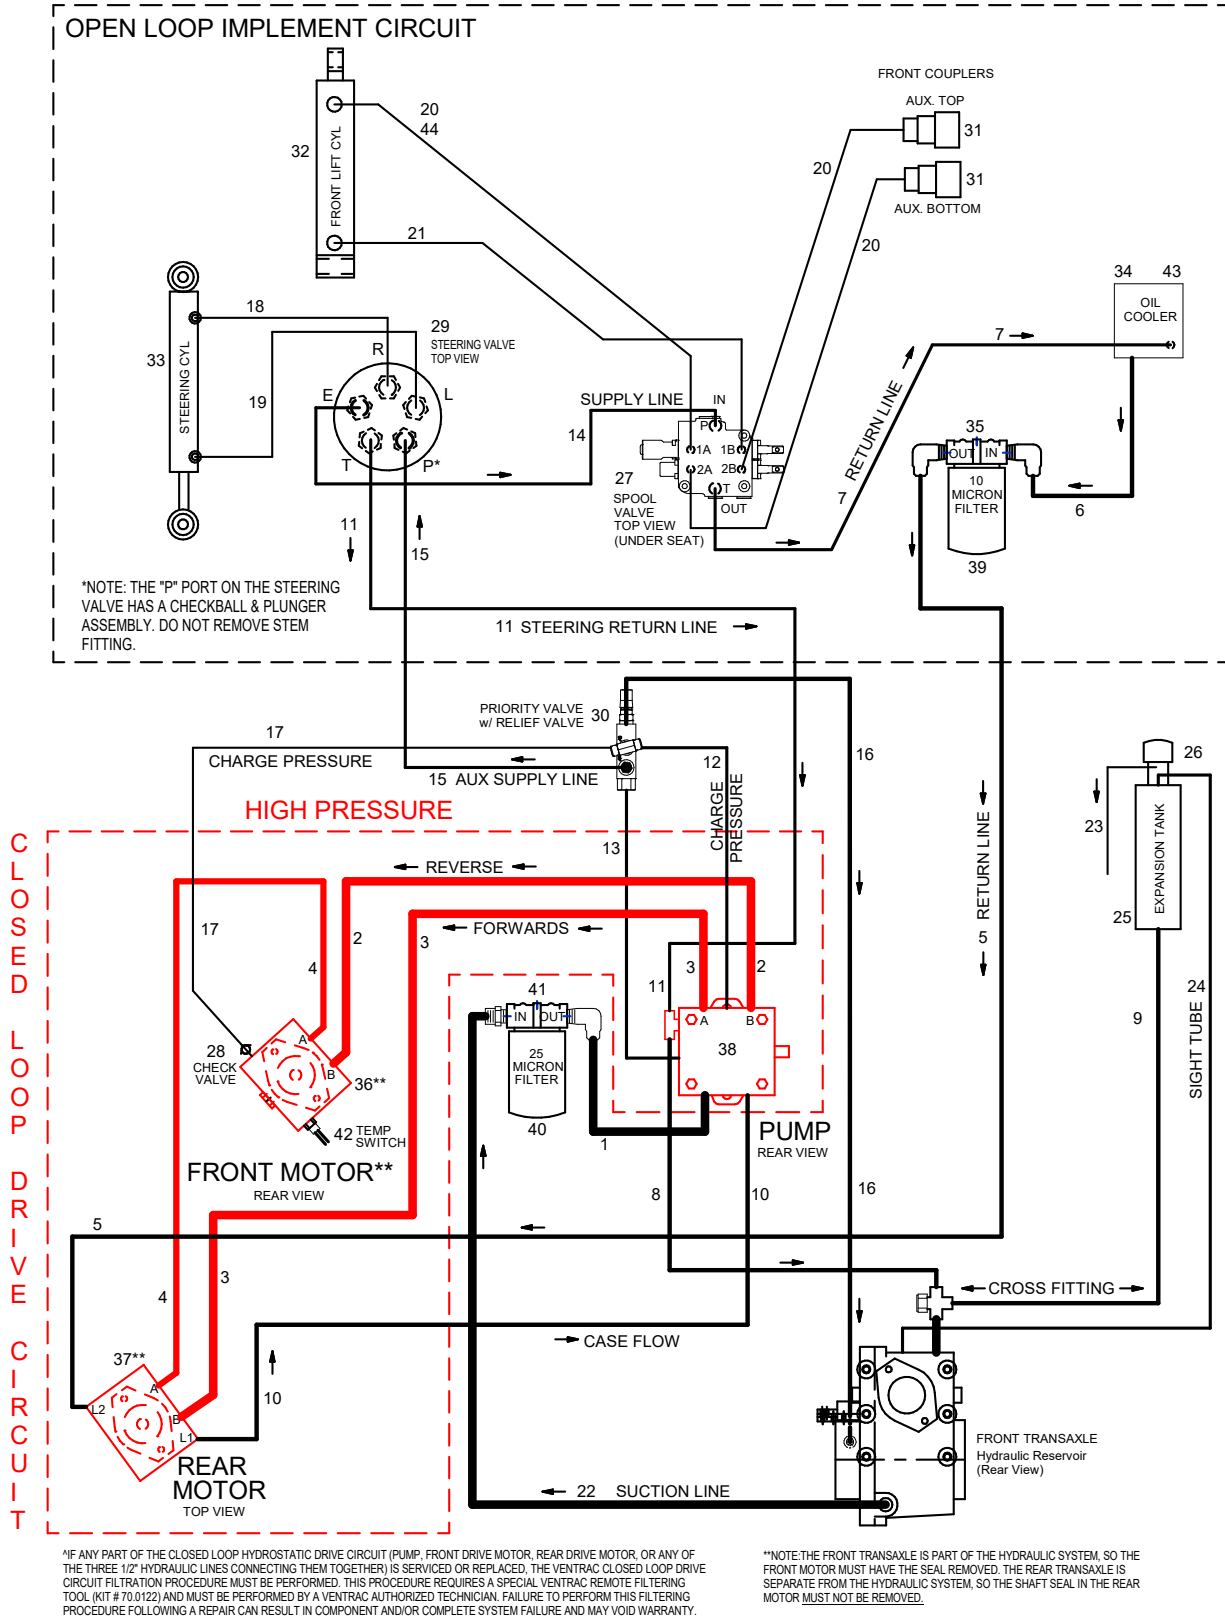 OPEN LOOP IMPLEMENT CIRCUIT
FRONT COUPLERS
AUX. TOP
31
20
44
32
FRONT LIFT CYL
20
31
AUX. BOTTOM
21
20
34 43
OIL
COOLER
18
29
STEERING VALVE
TOP VIEW
7
RETURN LINE
33
STEERING CYL
R
E
L
19
SUPPLY LINE
IN
P
14
1A
1B
2A
2B
T
OUT
T
P*
27
SPOOL
VALVE
TOP VIEW
(UNDER SEAT)
7
35
OUT
IN
10
MICRON
FILTER
39
6
11
15
*NOTE: THE "P" PORT ON THE STEERING
VALVE HAS A CHECKBALL & PLUNGER
ASSEMBLY. DO NOT REMOVE STEM
FITTING.
11 STEERING RETURN LINE
PRIORITY VALVE
w/ RELIEF VALVE
30
17
CHARGE PRESSURE
15 AUX SUPPLY LINE
12
CHARGE
PRESSURE
16
26
23
EXPANSION TANK
25
HIGH PRESSURE
CLOSED LOOP DRIVE CIRCUIT
13
REVERSE
FORWARDS
RETURN LINE
5
17
2
3
4
3
2
11
24
SIGHT TUBE
9
41
IN
OUT
25
MICRON
FILTER
40
A
B
38
28
CHECK
VALVE
A
B
36**
42 TEMP
SWITCH
1
PUMP
REAR VIEW
FRONT MOTOR**
REAR VIEW
8
10
16
5
3
4
CROSS FITTING
CASE FLOW
37**
A
B
L2
L1
10
REAR
MOTOR
TOP VIEW
FRONT TRANSAXLE
Hydraulic Reservoir
(Rear View)
22 SUCTION LINE
^IF ANY PART OF THE CLOSED LOOP HYDROSTATIC DRIVE CIRCUIT (PUMP, FRONT DRIVE MOTOR, REAR DRIVE MOTOR, OR ANY OF
THE THREE 1/2" HYDRAULIC LINES CONNECTING THEM TOGETHER) IS SERVICED OR REPLACED, THE VENTRAC CLOSED LOOP DRIVE
CIRCUIT FILTRATION PROCEDURE MUST BE PERFORMED. THIS PROCEDURE REQUIRES A SPECIAL VENTRAC REMOTE FILTERING
TOOL (KIT # 70.0122) AND MUST BE PERFORMED BY A VENTRAC AUTHORIZED TECHNICIAN. FAILURE TO PERFORM THIS FILTERING
PROCEDURE FOLLOWING A REPAIR CAN RESULT IN COMPONENT AND/OR COMPLETE SYSTEM FAILURE AND MAY VOID WARRANTY.
**NOTE:THE FRONT TRANSAXLE IS PART OF THE HYDRAULIC SYSTEM, SO THE
FRONT MOTOR MUST HAVE THE SEAL REMOVED. THE REAR TRANSAXLE IS
SEPARATE FROM THE HYDRAULIC SYSTEM, SO THE SHAFT SEAL IN THE REAR
MOTOR MUST NOT BE REMOVED.